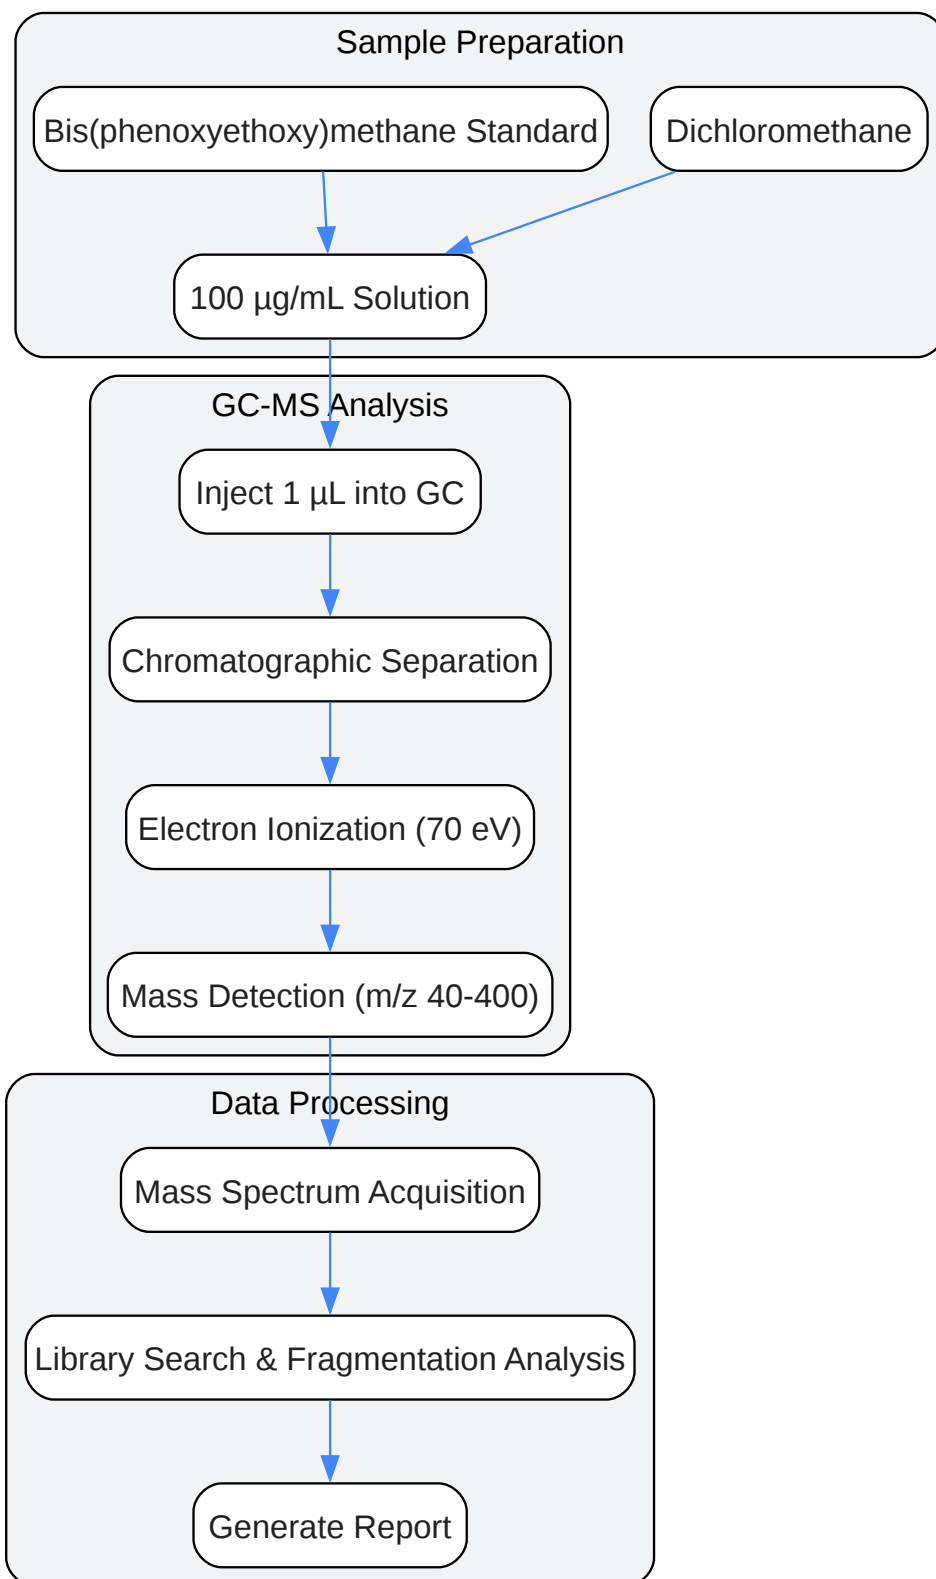 Sample Preparation
Bis(phenoxyethoxy)methane Standard
Dichloromethane
100 µg/mL Solution
GC-MS Analysis
Inject 1 µL into GC
Chromatographic Separation
Electron Ionization (70 eV)
Mass Detection (m/z 40-400)
Data Processing
Mass Spectrum Acquisition
Library Search & Fragmentation Analysis
Generate Report